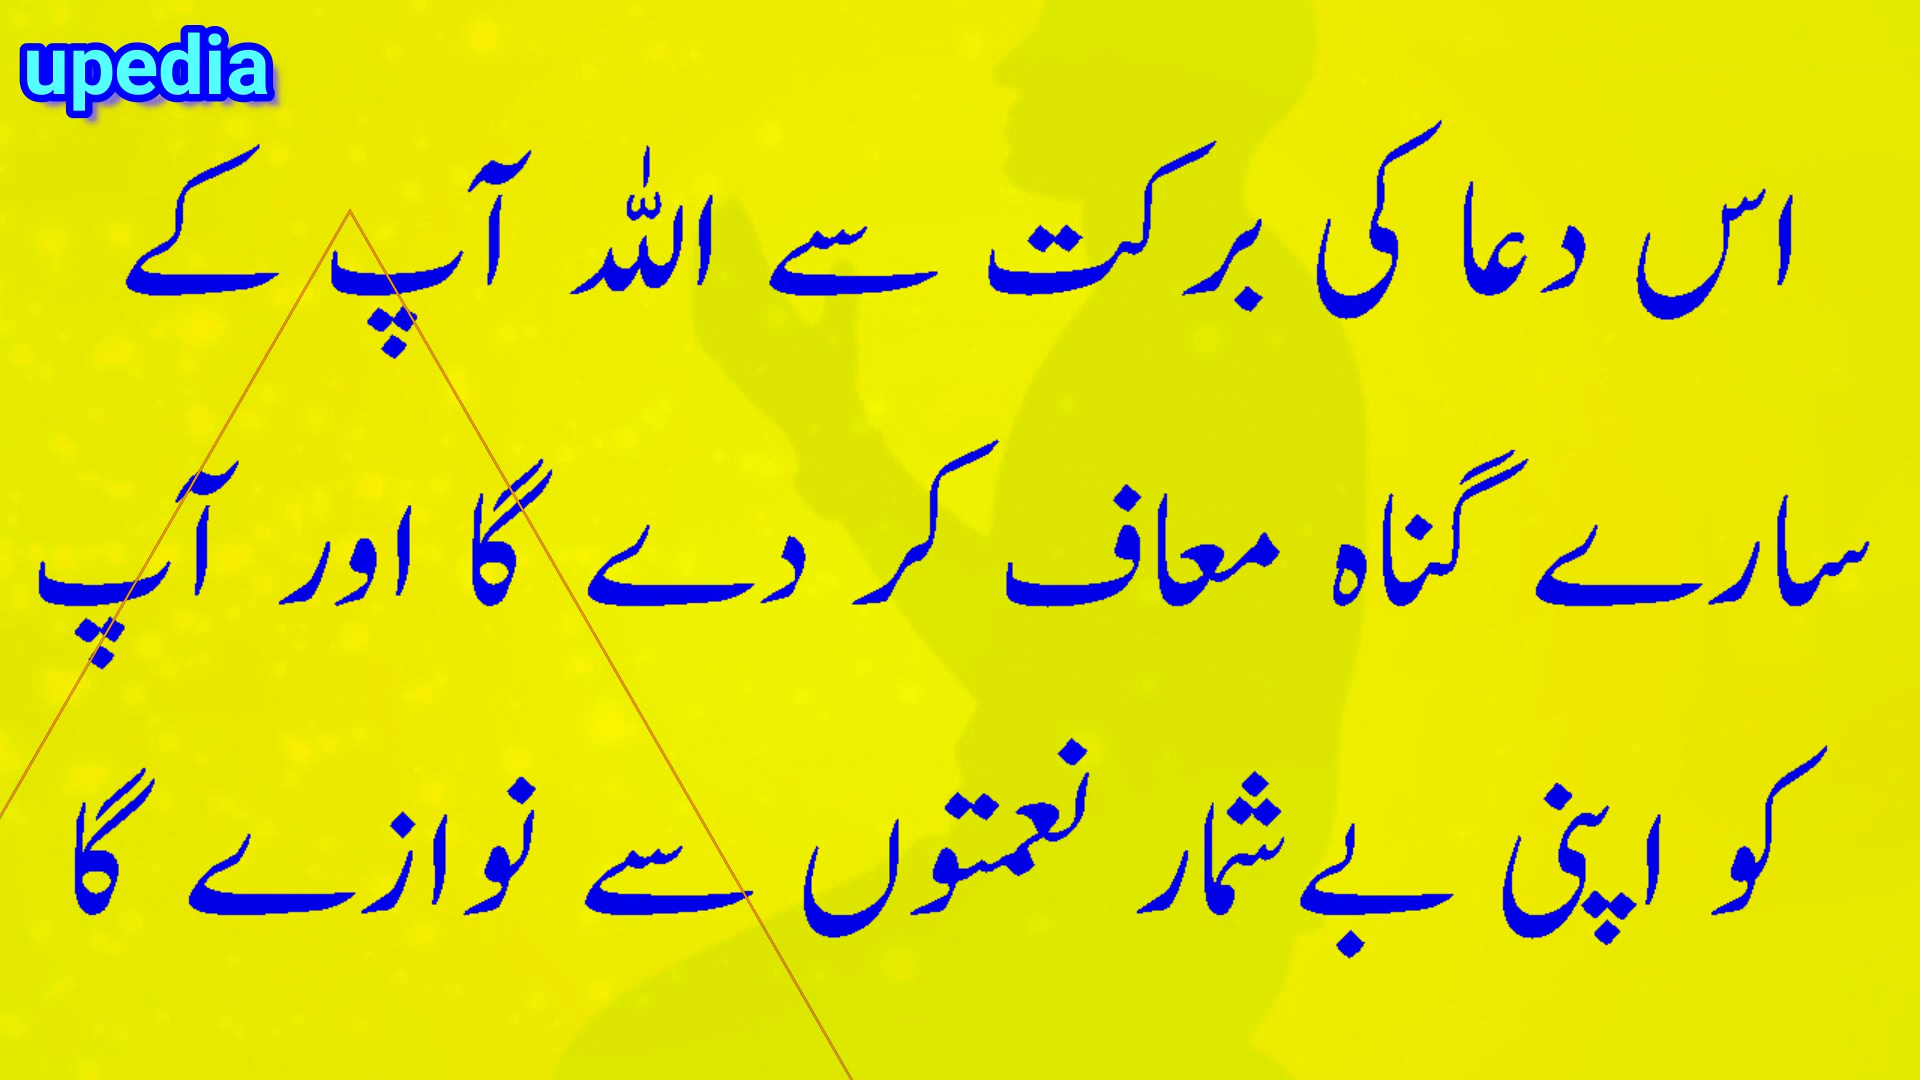 upedia
اس دعا کی برکت سے اللہ آپ کے
سارے گناہ معاف کر دے گا اور آپ
کو اپنی بے شمار نعمتوں سے نوازے گا